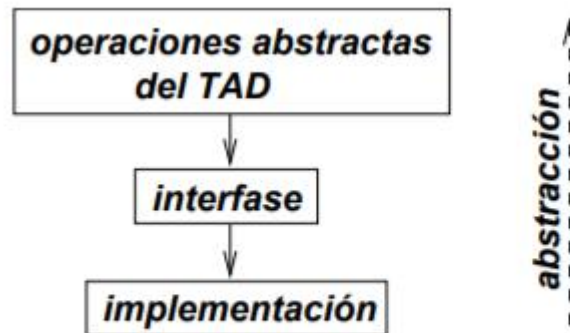 operaciones abstractas
del TAD
interfase
implementación
abstracción